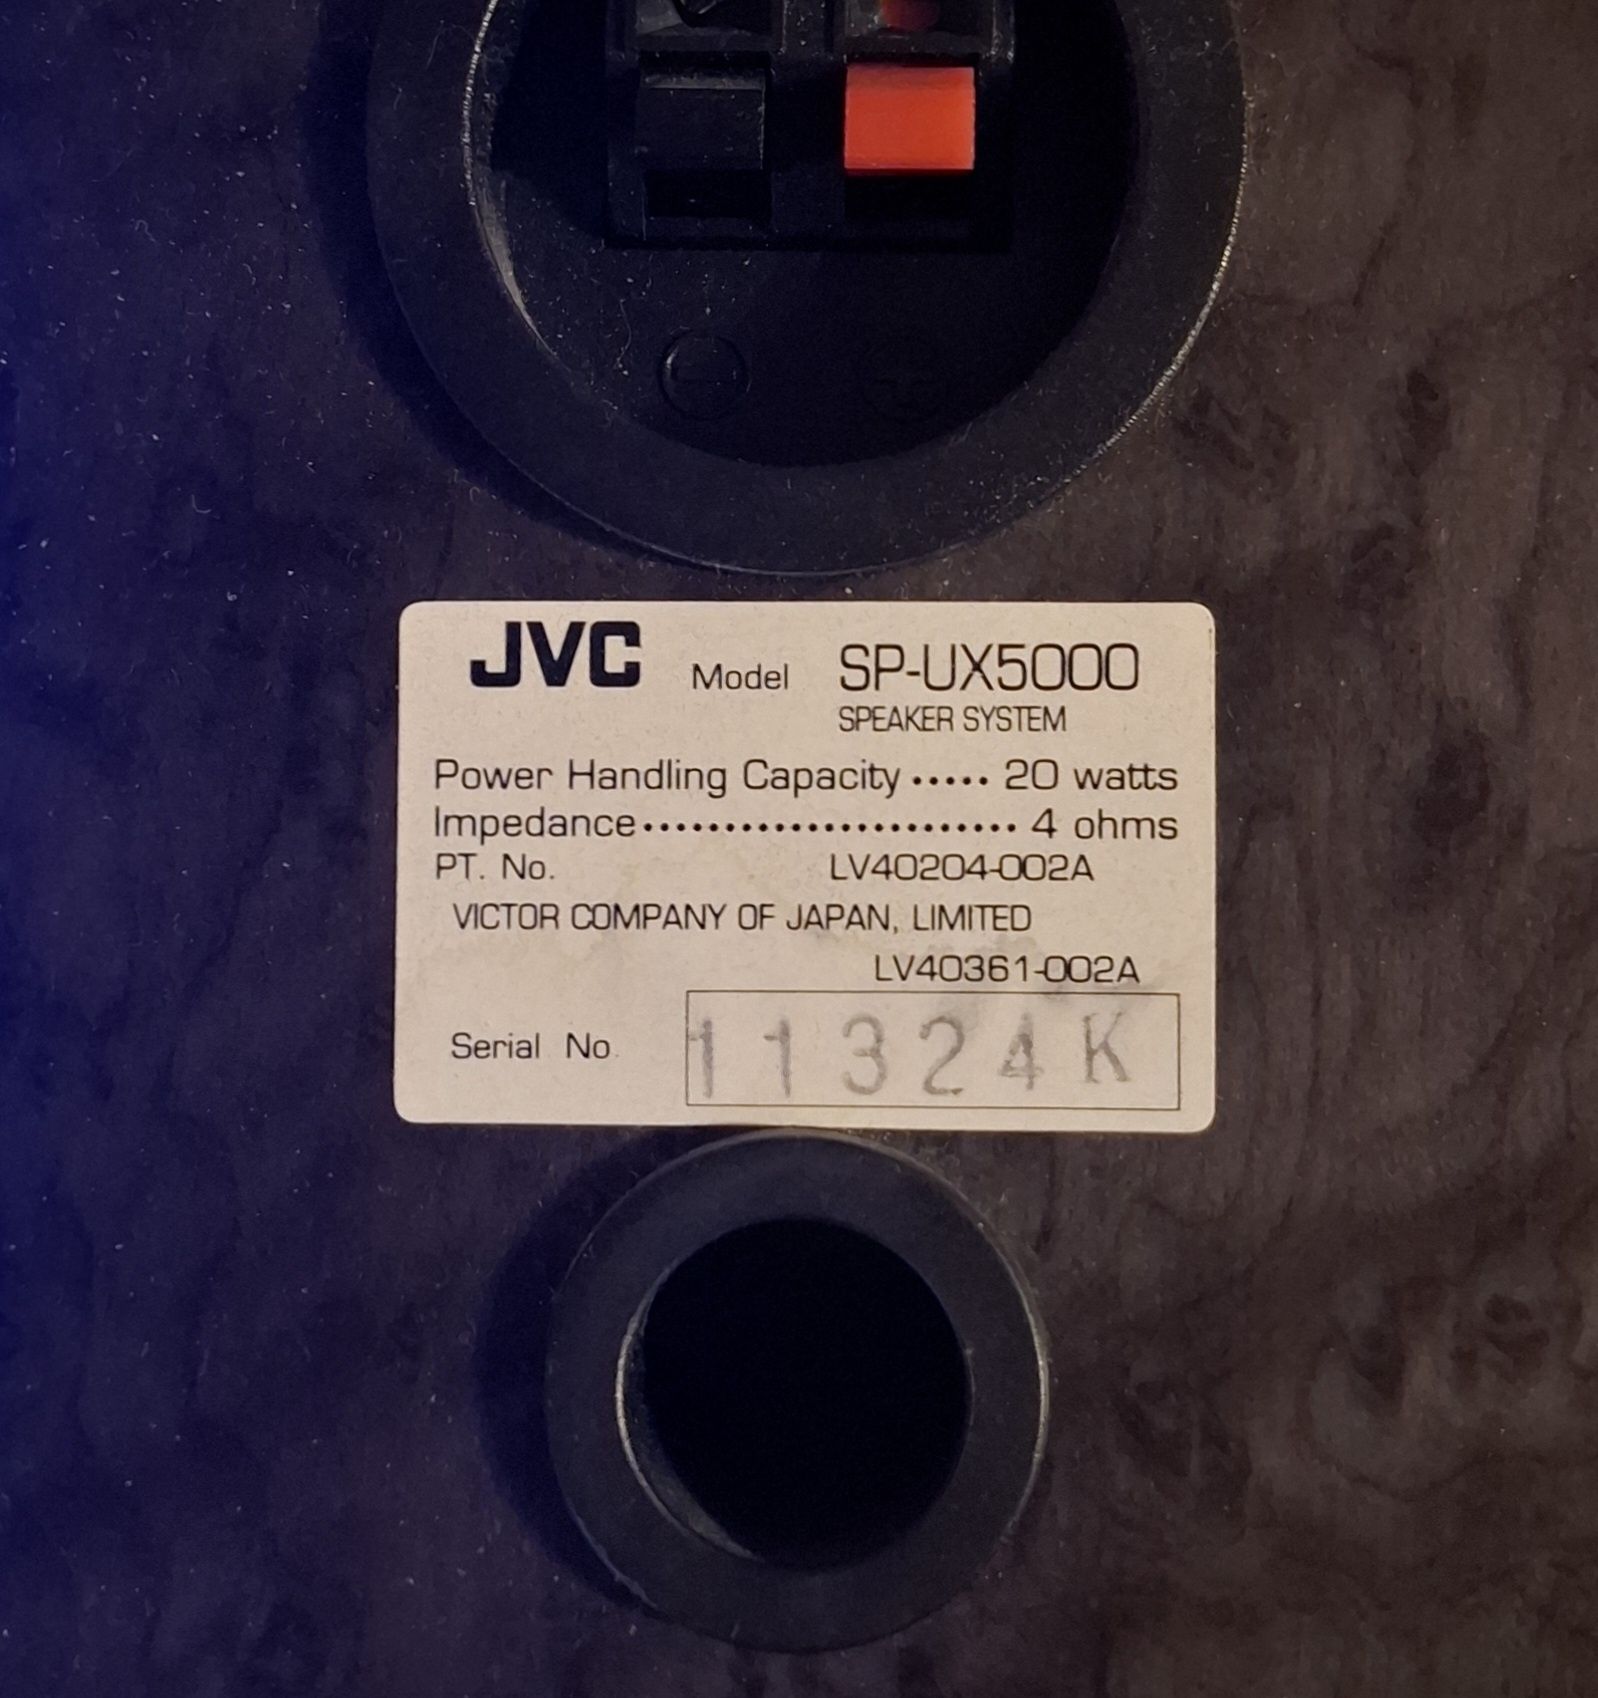 JVC Model SP-UX5000
SPEAKER SYSTEM
Power Handling Capacity ····· 20 watts
Impedance ······················· 4 ohms
PT. No. LV40204-002A
VICTOR COMPANY OF JAPAN, LIMITED
LV40361-002A
Serial No. 11324K